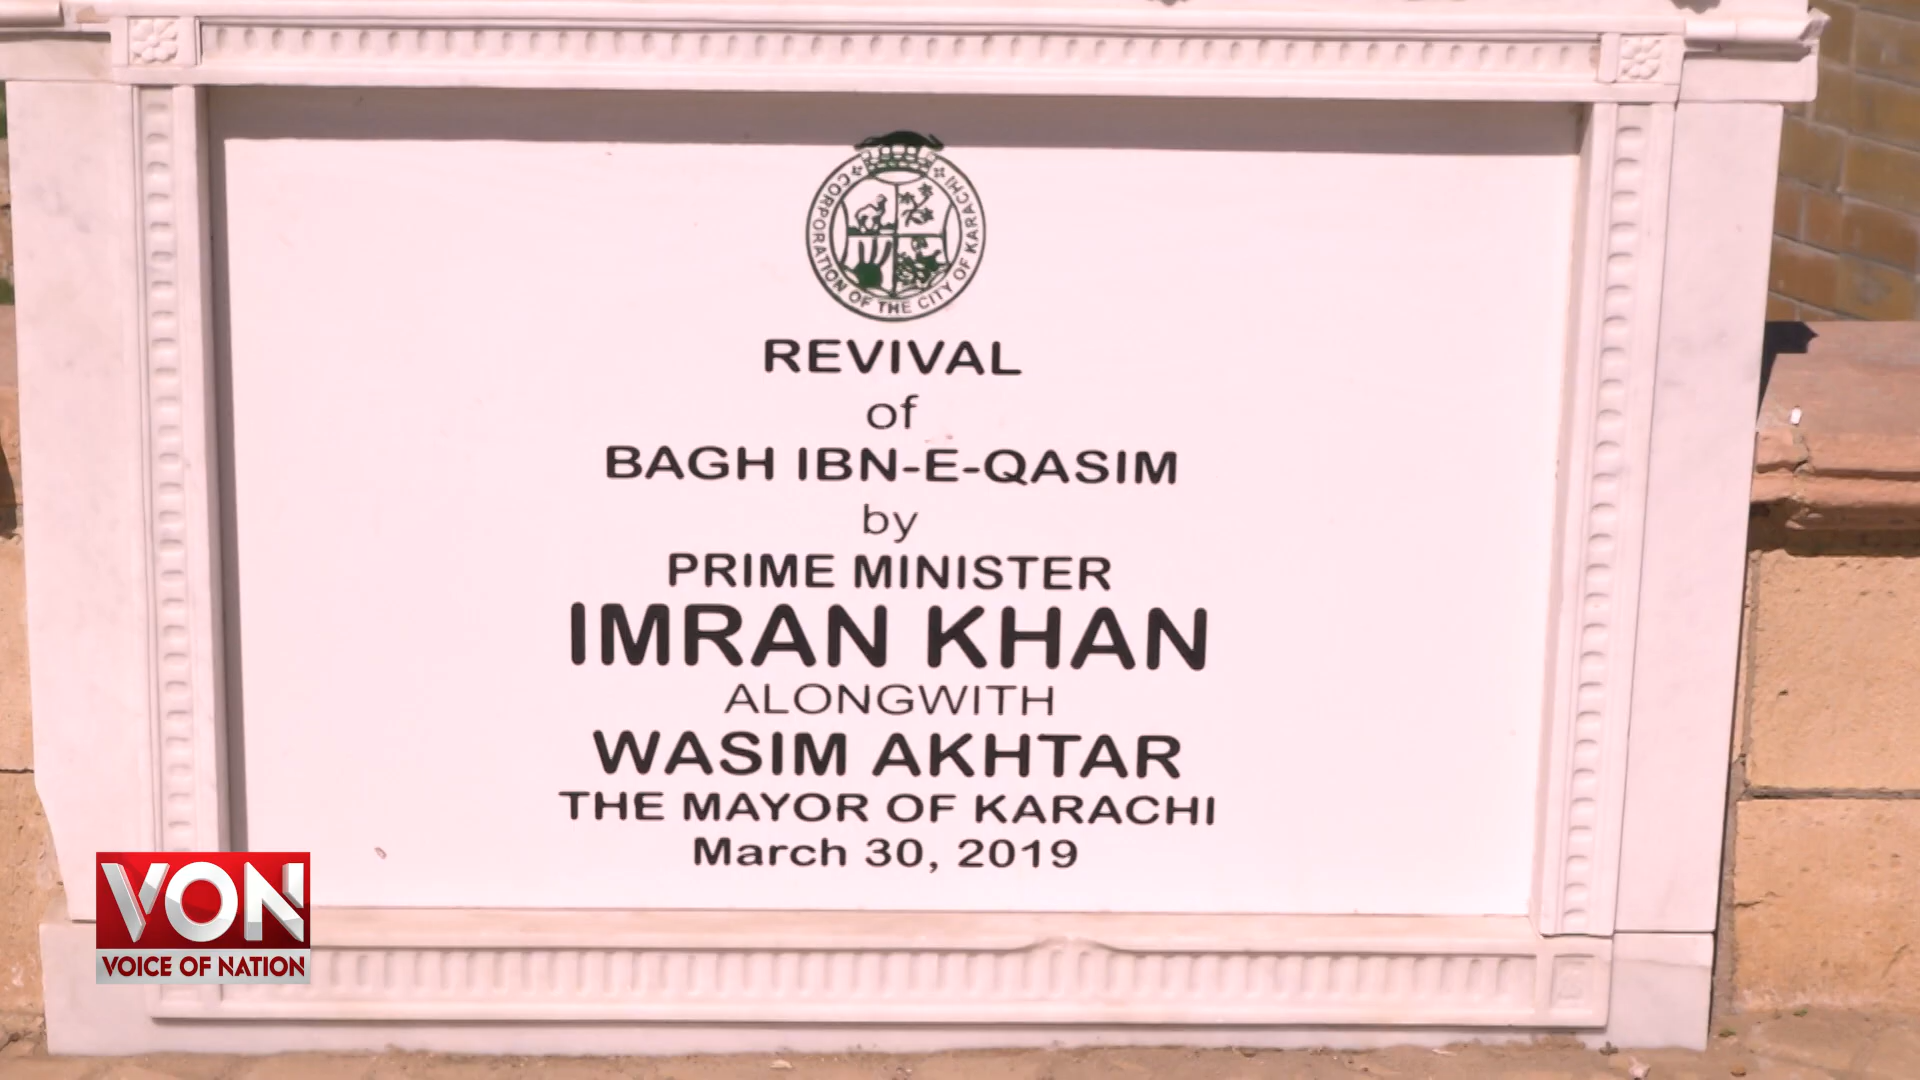 CORPORATION OF THE CITY OF KARACHI
REVIVAL
of
BAGH IBN-E-QASIM
by
PRIME MINISTER
IMRAN KHAN
ALONGWITH
WASIM AKHTAR
THE MAYOR OF KARACHI
March 30, 2019
VON
VOICE OF NATION